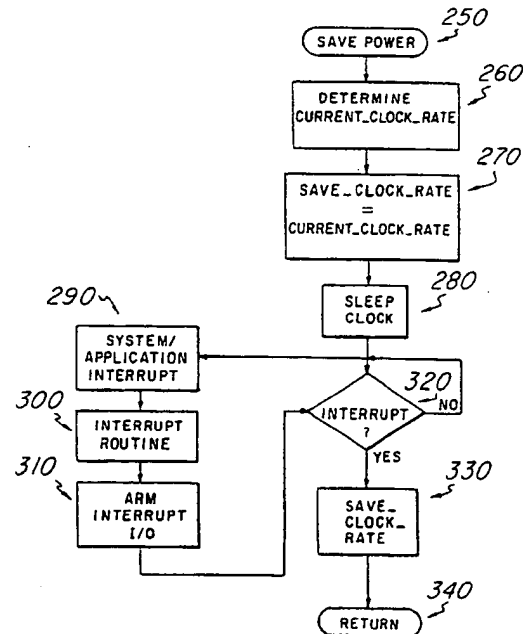 250
SAVE POWER
260
DETERMINE
CURRENT_CLOCK_RATE
270
SAVE_CLOCK_RATE
=
CURRENT_CLOCK_RATE
280
SLEEP
CLOCK
290
SYSTEM/
APPLICATION
INTERRUPT
300
INTERRUPT
ROUTINE
310
ARM
INTERRUPT
I/O
320
INTERRUPT
?
NO
YES
330
SAVE_
CLOCK_
RATE
340
RETURN